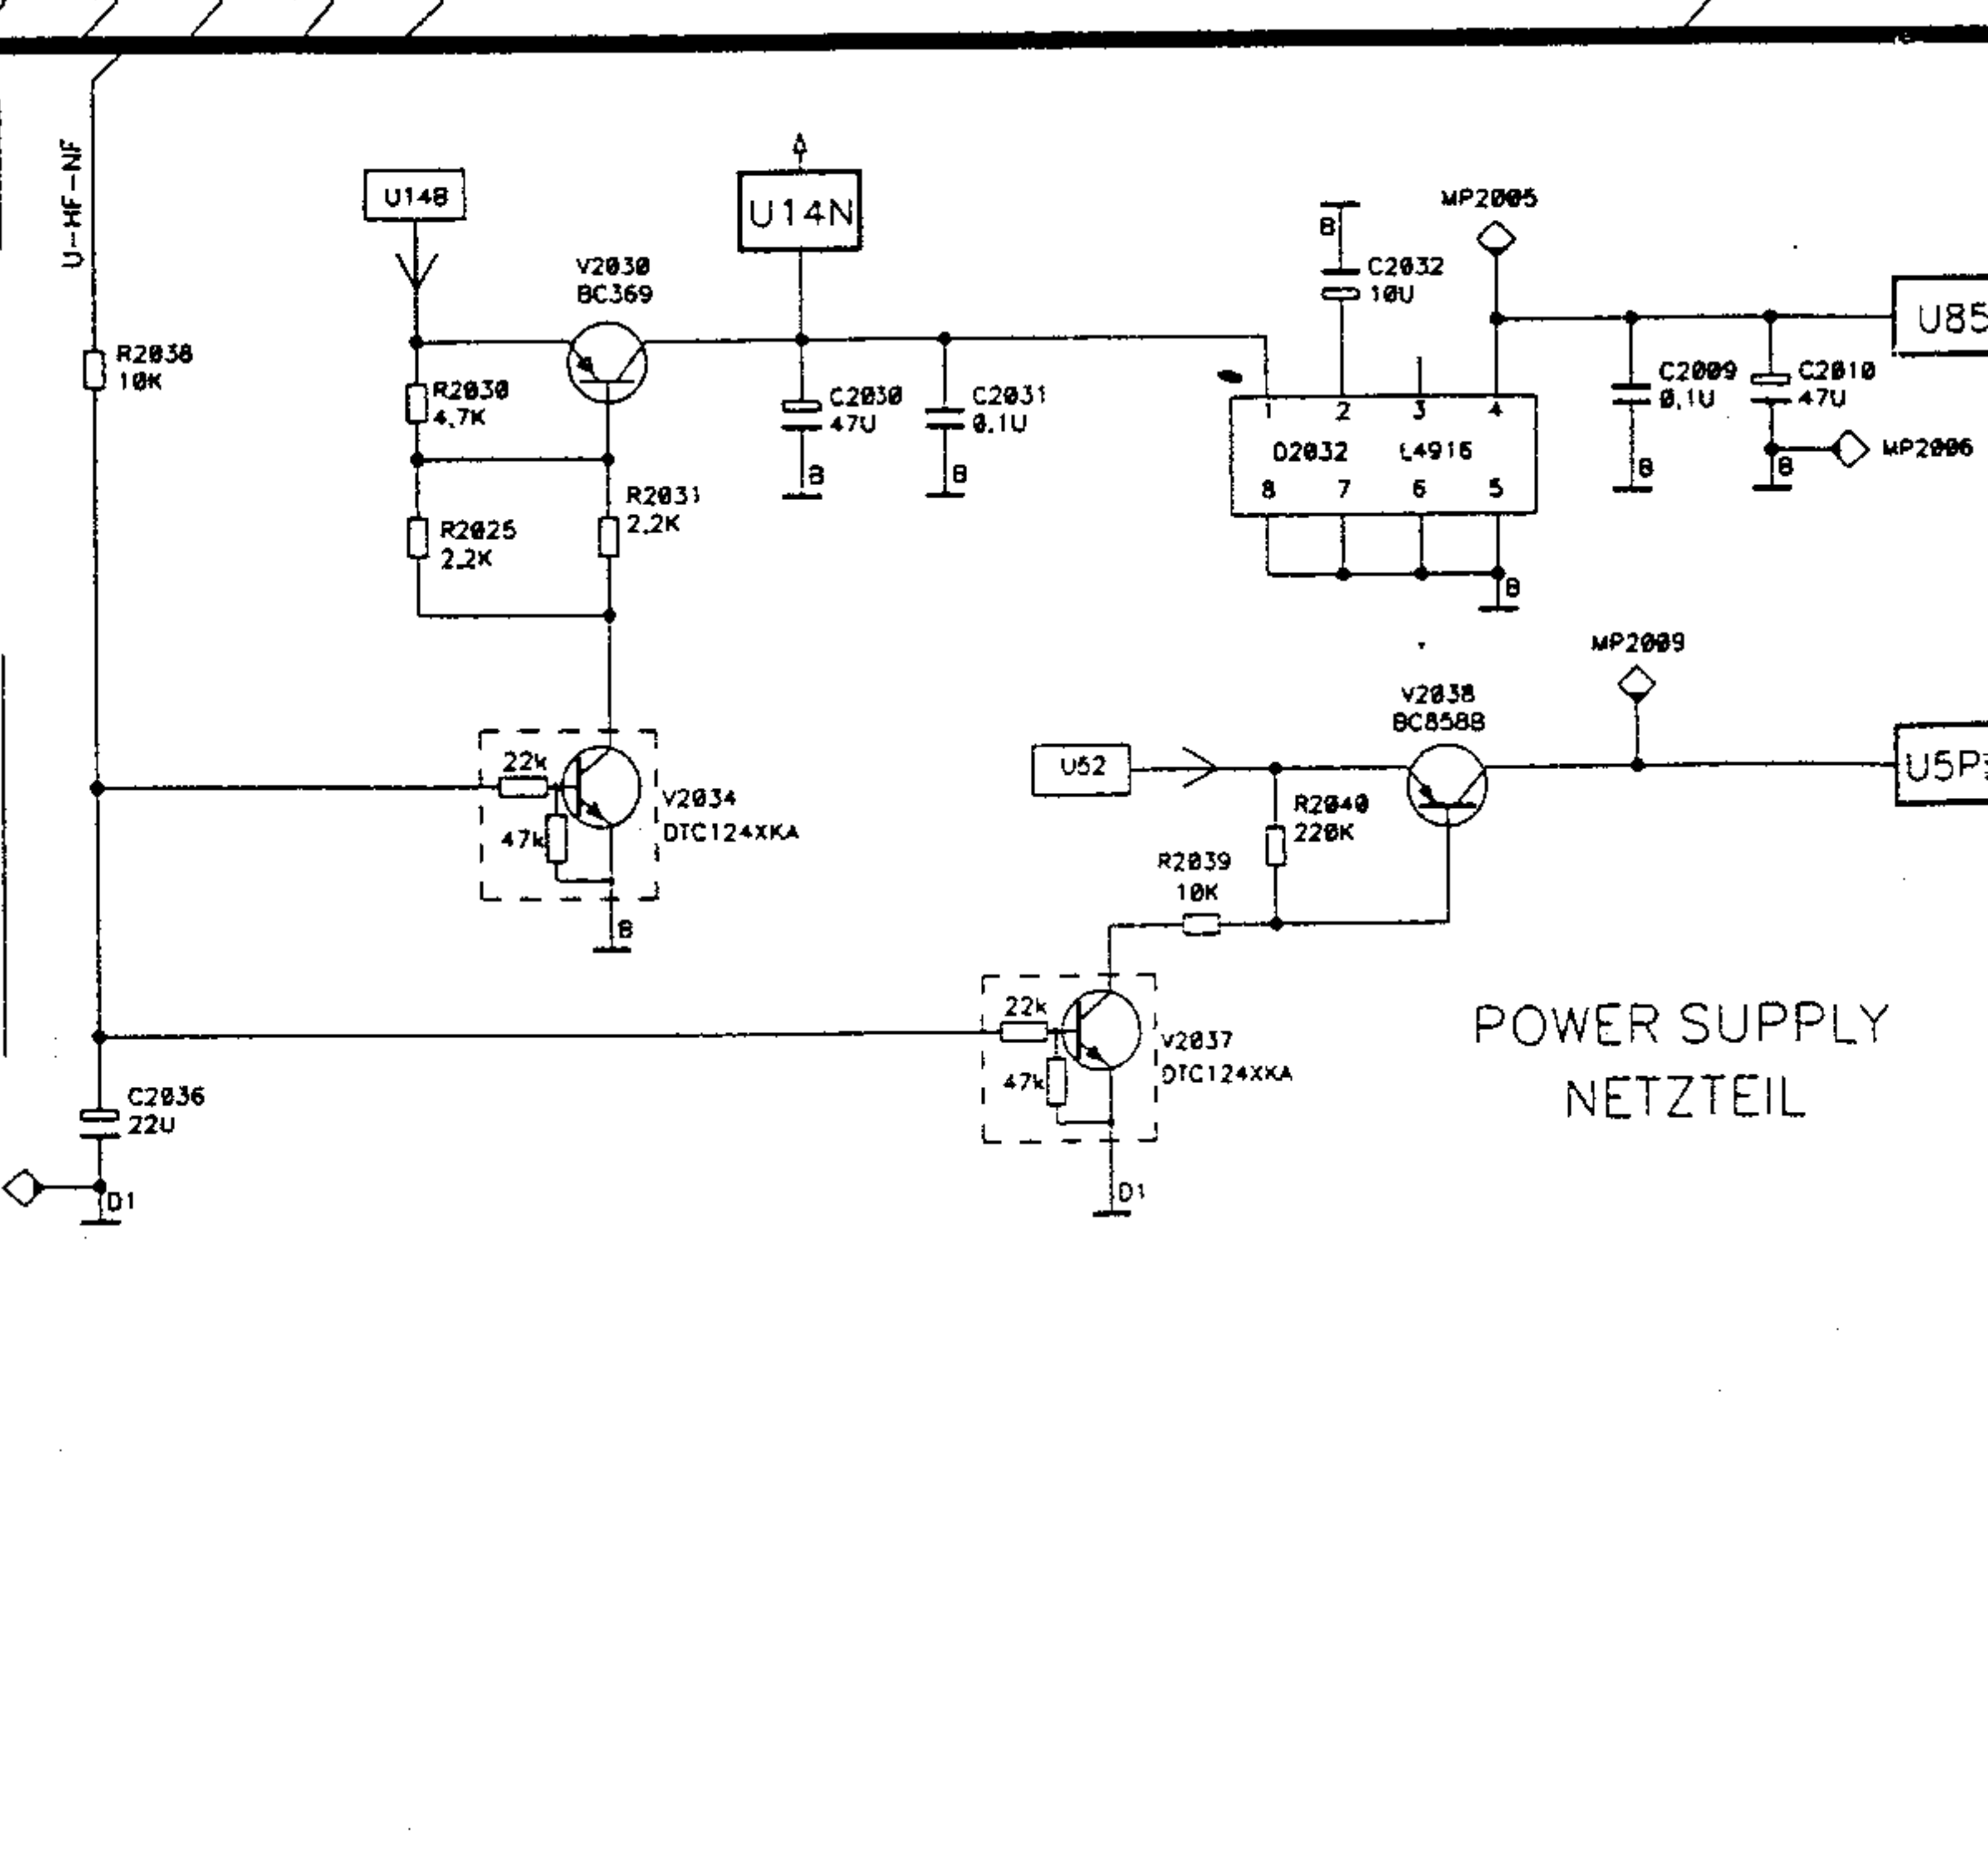 U-HF-NF
U14B
U14N
MP2005
B
C2032
10U
V2030
BC369
U85
R2038
10K
R2030
4.7K
C2030
47U
C2031
0.1U
C2009
0.1U
C2010
47U
1 2 3 4
D2032 L4916
8 7 6 5
B
B
B
B
MP2006
R2025
2.2K
R2031
2.2K
B
MP2009
V2038
BC858B
22k
47k
V2034
DTC124XKA
U52
U5P
R2040
220K
R2039
10K
B
22k
47k
V2037
DTC124XKA
POWER SUPPLY
NETZTEIL
C2036
22U
D1
D1